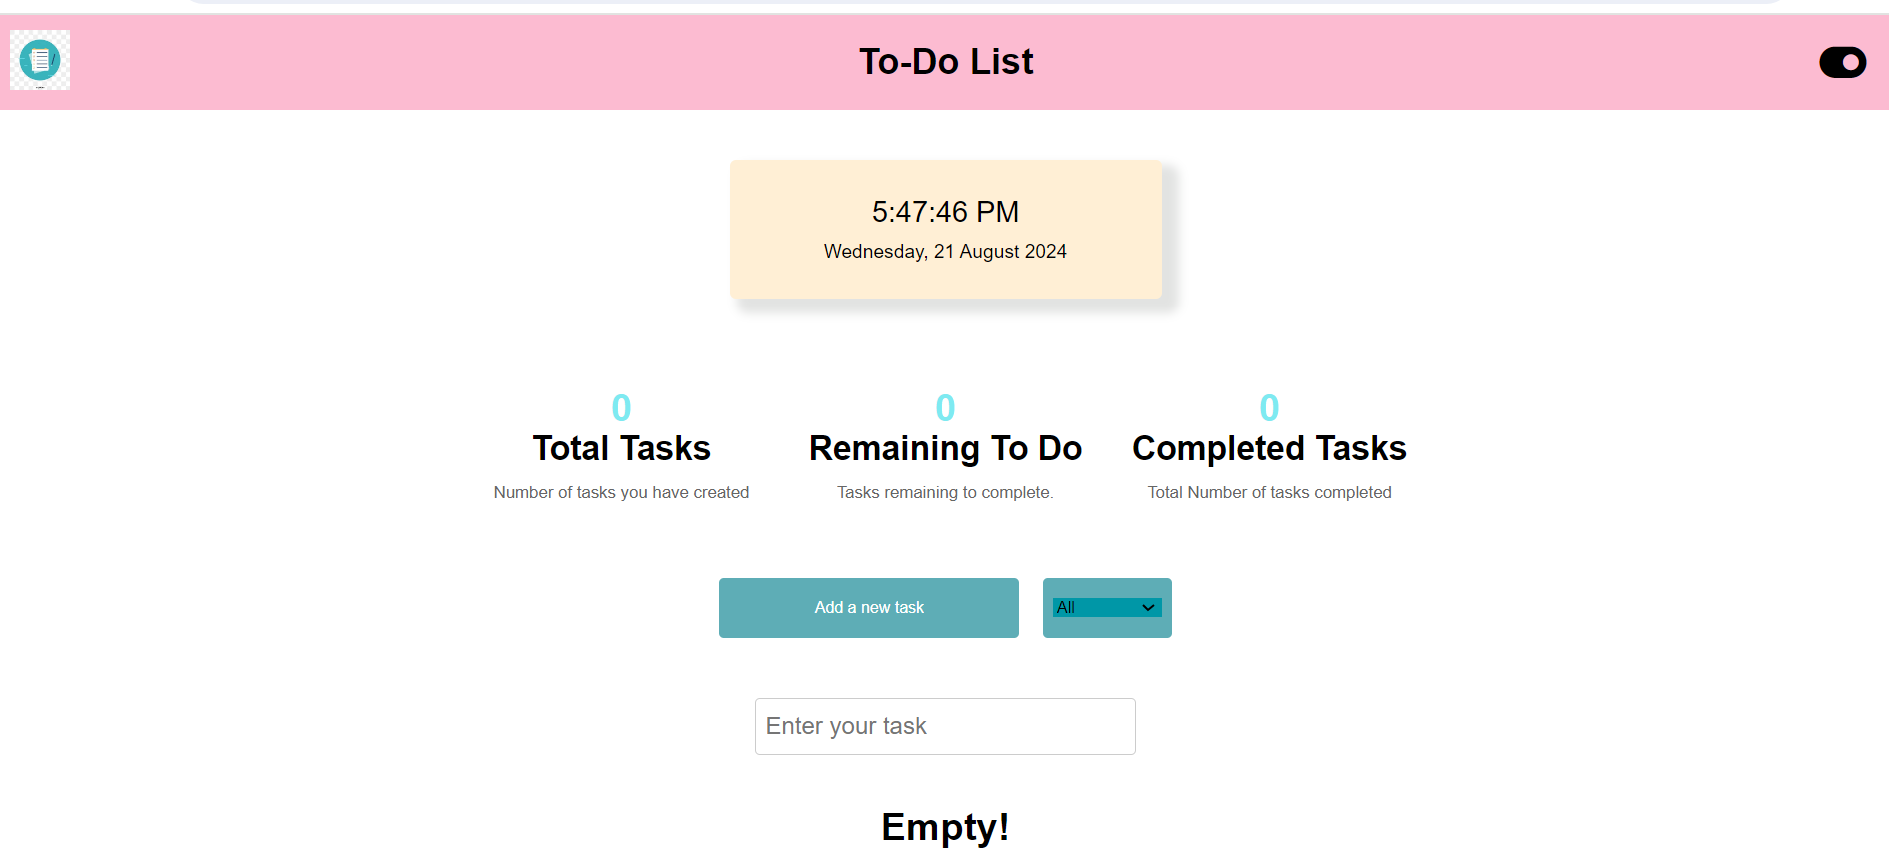 To-Do List
5:47:46 PM
Wednesday, 21 August 2024
0
Total Tasks
Number of tasks you have created
0
Remaining To Do
Tasks remaining to complete.
0
Completed Tasks
Total Number of tasks completed
Add a new task
All
Enter your task
Empty!